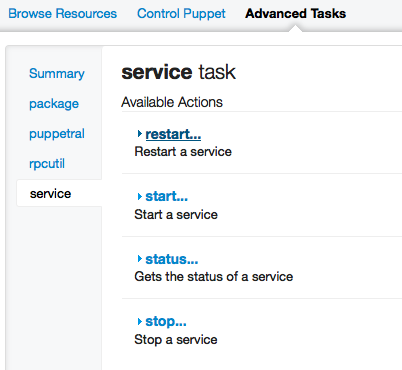 Browse Resources Control Puppet Advanced Tasks
Summary
package
puppetral
rpcutil
service
service task
Available Actions
restart...
Restart a service
start...
Start a service
status...
Gets the status of a service
stop...
Stop a service